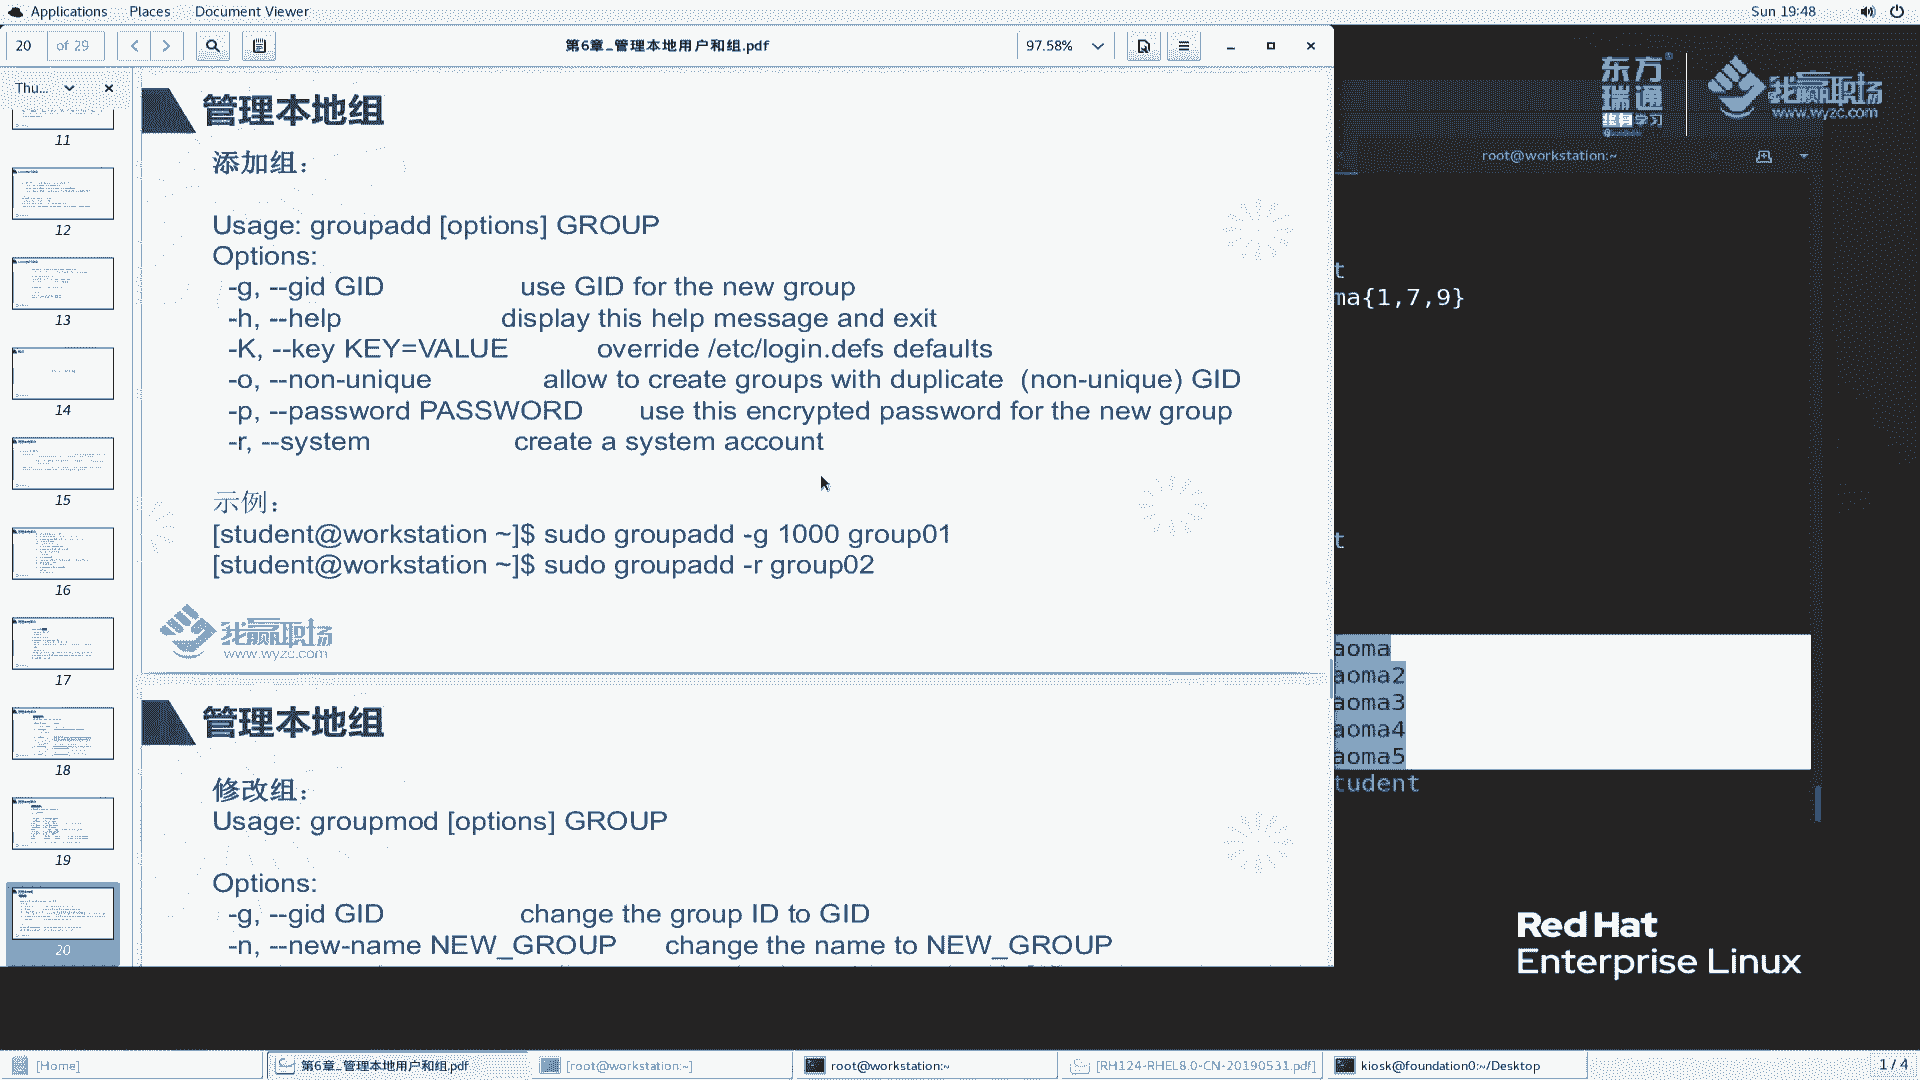 Applications Places Document Viewer
Sun 19:48
20 of 29
第6章_管理本地用户和组.pdf
97.58%
Thu...
11
12
13
14
15
16
17
18
19
20
管理本地组
添加组：
Usage: groupadd [options] GROUP
Options:
-g, --gid GID use GID for the new group
-h, --help display this help message and exit
-K, --key KEY=VALUE override /etc/login.defs defaults
-o, --non-unique allow to create groups with duplicate (non-unique) GID
-p, --password PASSWORD use this encrypted password for the new group
-r, --system create a system account
示例：
[student@workstation ~]$ sudo groupadd -g 1000 group01
[student@workstation ~]$ sudo groupadd -r group02
我赢职场
www.wyzc.com
管理本地组
修改组：
Usage: groupmod [options] GROUP
Options:
-g, --gid GID change the group ID to GID
-n, --new-name NEW_GROUP change the name to NEW_GROUP
东方
瑞通
终身学习
我赢职场
www.wyzc.com
root@workstation:~
t
ma{1,7,9}
t
aoma
aoma2
aoma3
aoma4
aoma5
tudent
Red Hat
Enterprise Linux
[Home]
第6章_管理本地用户和组.pdf
[root@workstation:~]
root@workstation:~
[RH124-RHEL8.0-CN-20190531.pdf]
kiosk@foundation0:~/Desktop
1 / 4